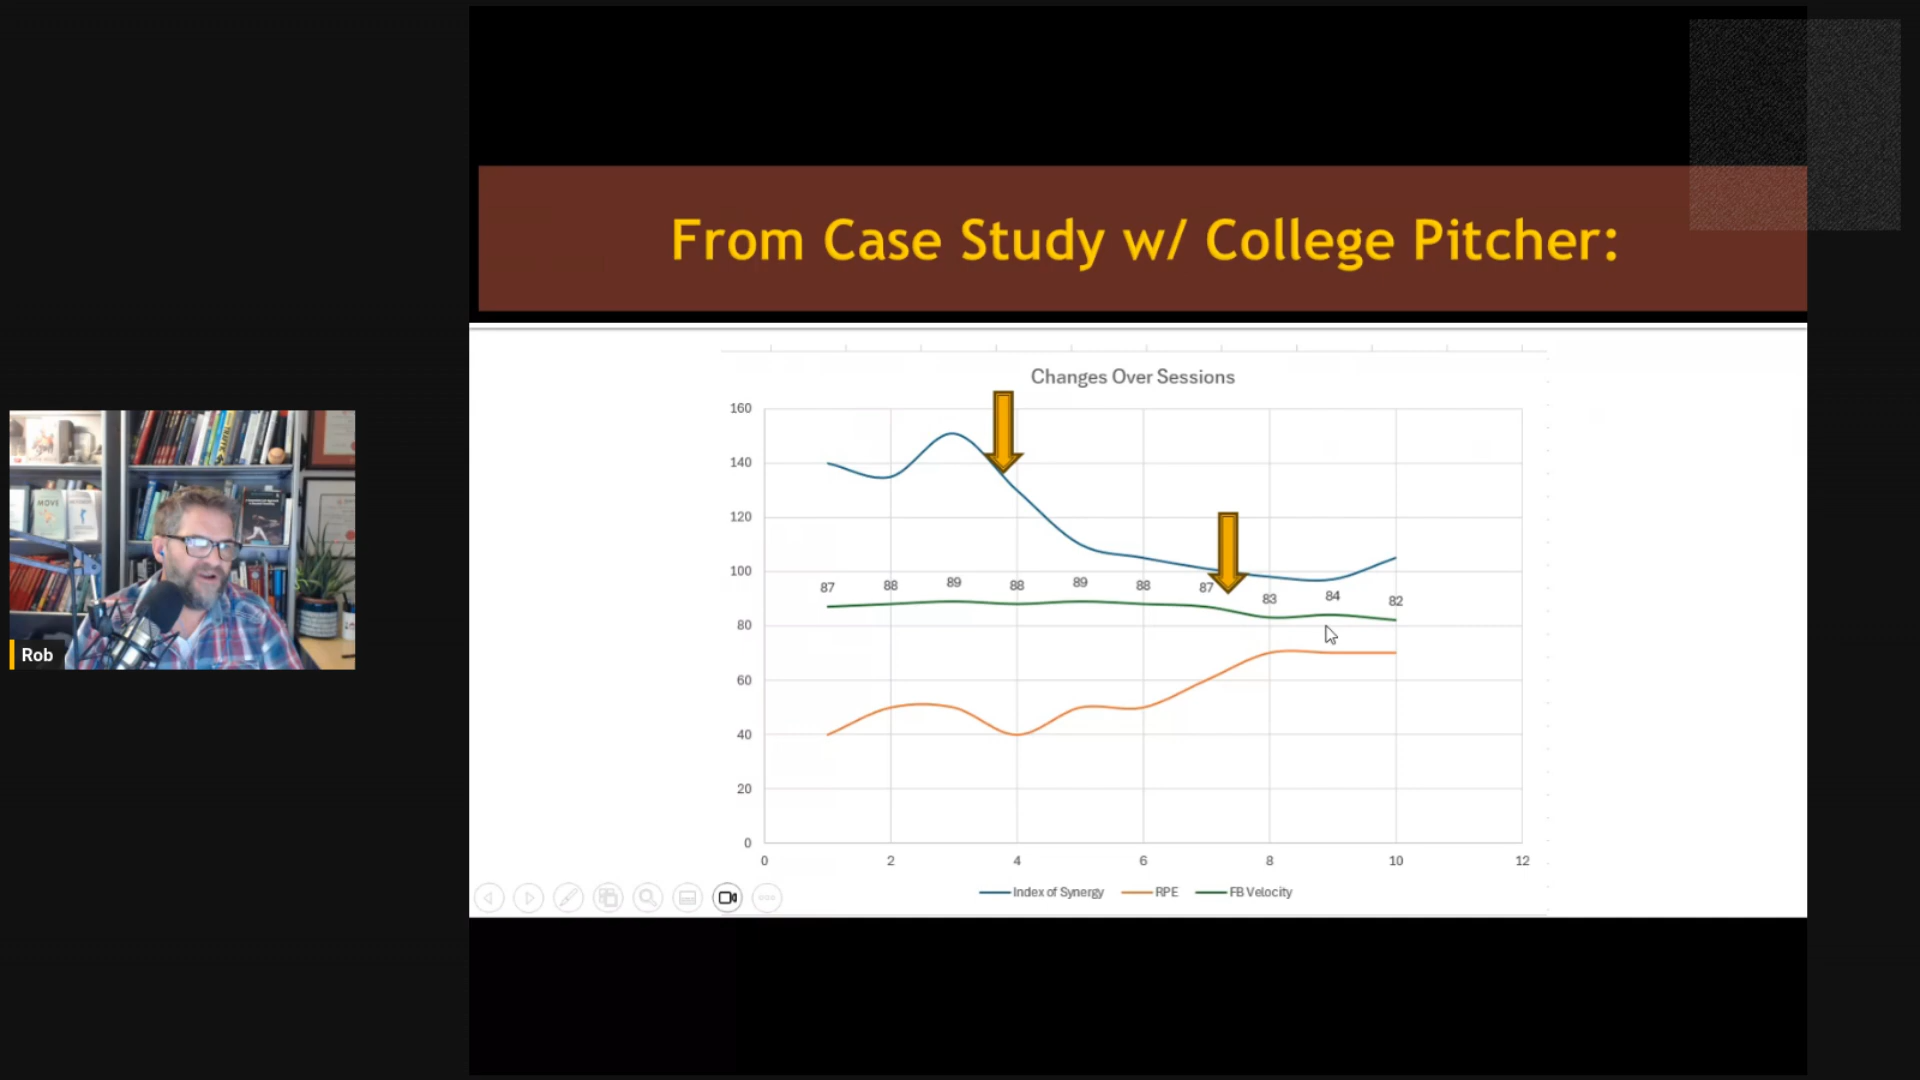 From Case Study w/ College Pitcher:
Changes Over Sessions
160
140
120
100
80
60
40
20
0
87 88 89 88 89 88 87 83 84 82
0 2 4 6 8 10 12
Index of Synergy RPE FB Velocity
MOVE
Rob